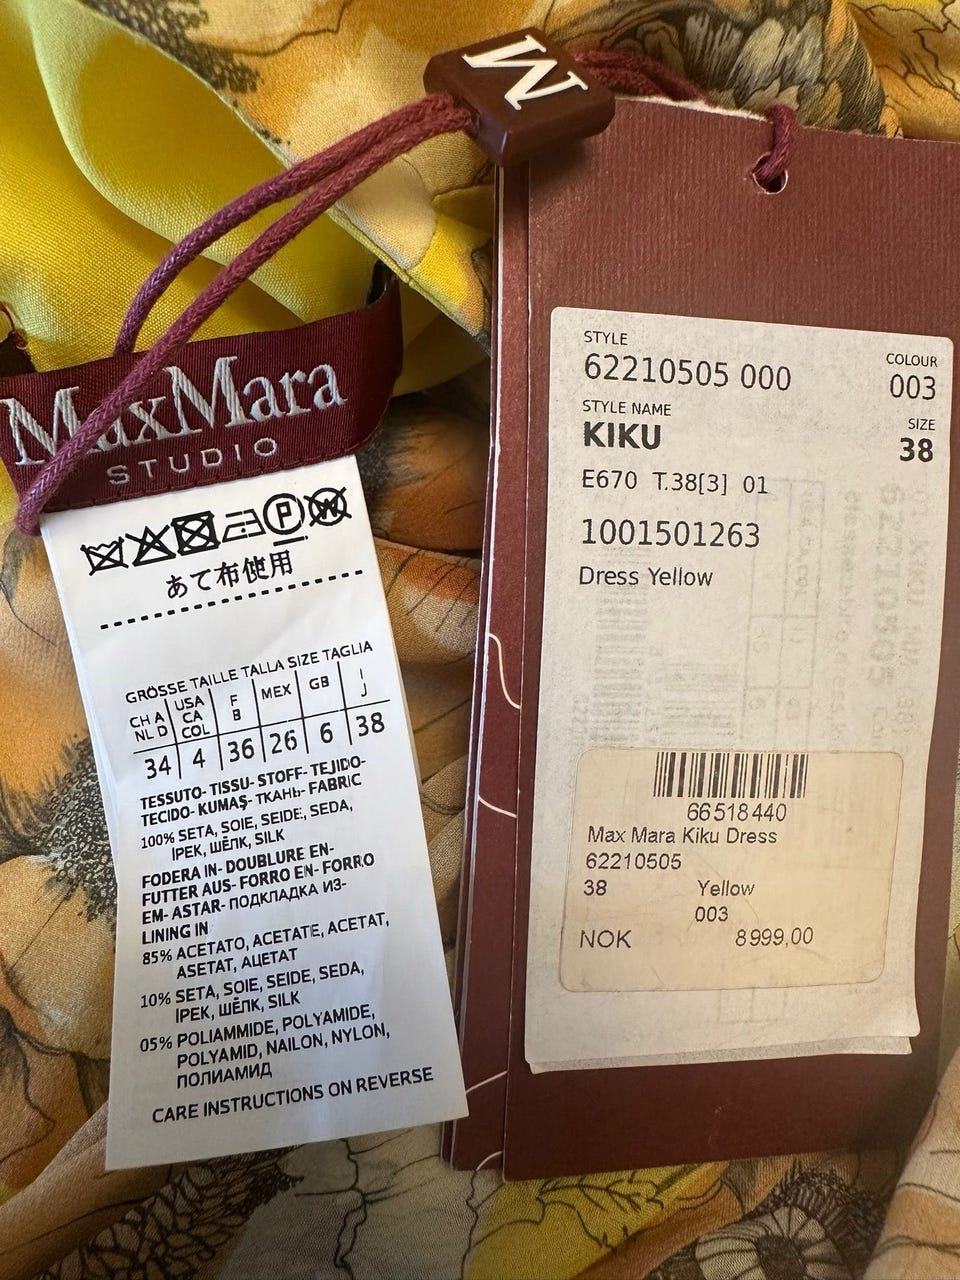 M
MaxMara
STUDIO
P
W
あて布使用
GRÖSSE TAILLE TALLA SIZE TAGLIA
CH A NL D
USA CA COL
F B
MEX
GB
I J
34 4 36 26 6 38
TESSUTO- TISSU- STOFF- TEJIDO-
TECIDO- KUMAŞ- ТКАНЬ- FABRIC
100% SETA, SOIE, SEIDE, SEDA,
İPEK, ШЁЛК, SILK
FODERA IN- DOUBLURE EN-
FUTTER AUS- FORRO EN- FORRO
EM- ASTAR- ПОДКЛАДКА ИЗ-
LINING IN
85% ACETATO, ACETATE, ACETAT,
ASETAT, АЦЕТАТ
10% SETA, SOIE, SEIDE, SEDA,
İPEK, ШЁЛК, SILK
05% POLIAMMIDE, POLYAMIDE,
POLYAMID, NAILON, NYLON,
ПОЛИАМИД
CARE INSTRUCTIONS ON REVERSE
STYLE
62210505 000
COLOUR
003
STYLE NAME
KIKU
SIZE
38
E670 T.38[3] 01
1001501263
Dress Yellow
66518440
Max Mara Kiku Dress
62210505
38 Yellow
003
NOK 8999,00